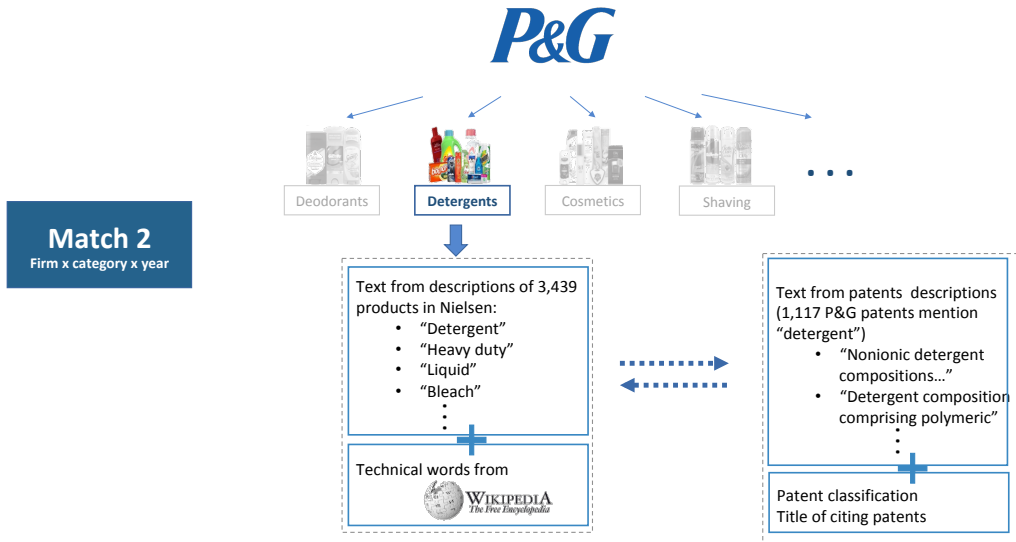 P&G
Deodorants
Detergents
Cosmetics
Shaving
. . .
Match 2
Firm x category x year
Text from descriptions of 3,439
products in Nielsen:
• “Detergent”
• “Heavy duty”
• “Liquid”
• “Bleach”
Technical words from
WIKIPEDIA
The Free Encyclopedia
Text from patents descriptions
(1,117 P&G patents mention
“detergent”)
• “Nonionic detergent
compositions…”
• “Detergent composition
comprising polymeric”
Patent classification
Title of citing patents